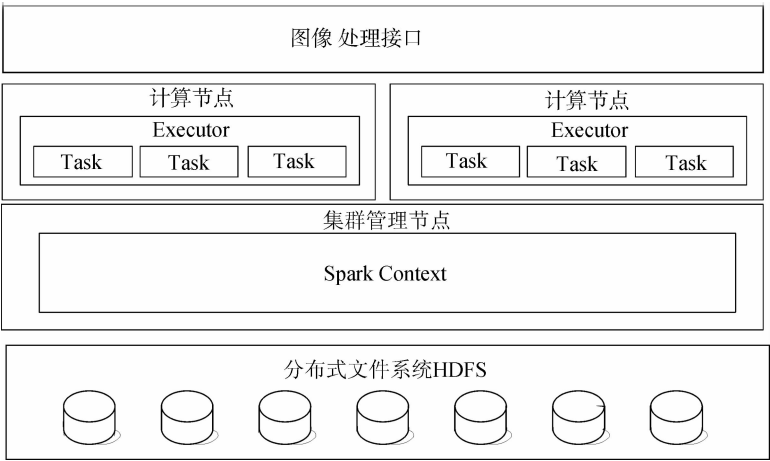 图像 处理接口
计算节点
Executor
Task Task Task
计算节点
Executor
Task Task Task
集群管理节点
Spark Context
分布式文件系统HDFS